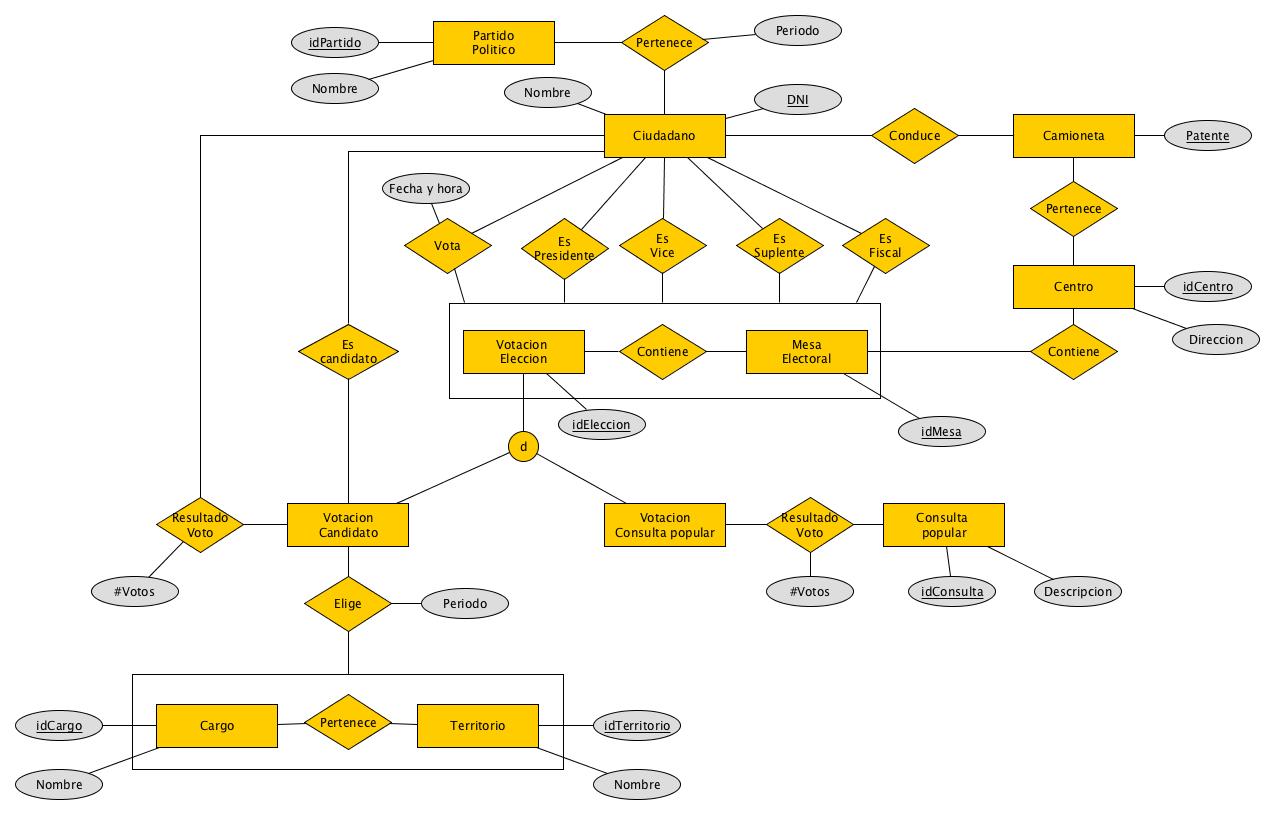 Periodo
idPartido
Partido
Politico
Pertenece
Nombre
Nombre
DNI
Ciudadano
Conduce
Camioneta
Patente
Fecha y hora
Pertenece
Vota
Es
Presidente
Es
Vice
Es
Suplente
Es
Fiscal
Centro
idCentro
Direccion
Es
candidato
Votacion
Eleccion
Contiene
Mesa
Electoral
Contiene
idEleccion
idMesa
d
Resultado
Voto
Votacion
Candidato
Votacion
Consulta popular
Resultado
Voto
Consulta
popular
#Votos
Elige
Periodo
#Votos
idConsulta
Descripcion
idCargo
Cargo
Pertenece
Territorio
idTerritorio
Nombre
Nombre